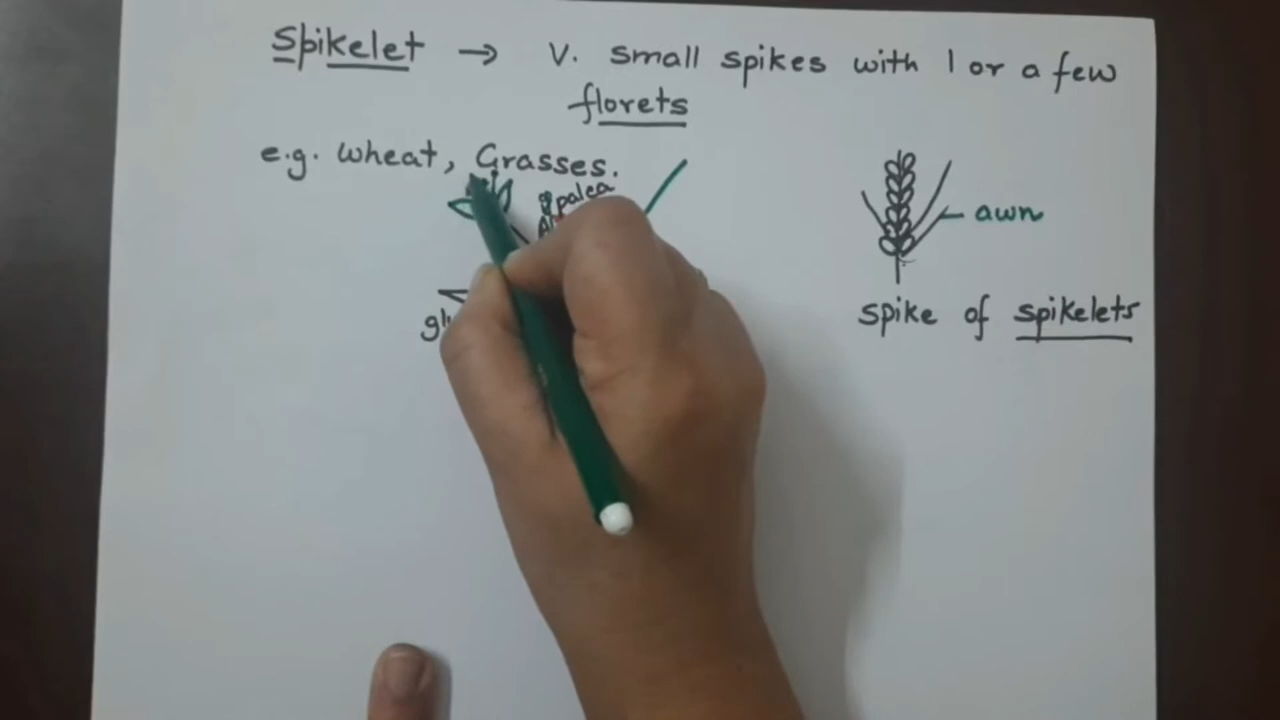 Spikelet → V. small spikes with 1 or a few
florets
e.g. wheat, Grasses.
palea
awn
spike of spikelets